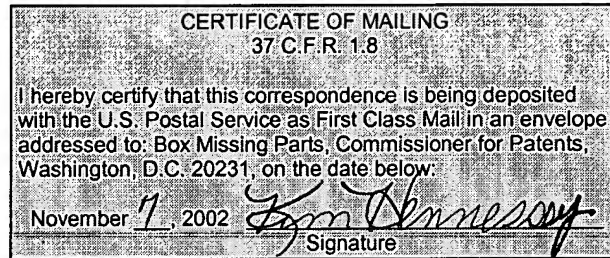 CERTIFICATE OF MAILING
37 C.F.R. 1.8
I hereby certify that this correspondence is being deposited
with the U.S. Postal Service as First Class Mail in an envelope
addressed to: Box Missing Parts, Commissioner for Patents,
Washington, D.C. 20231, on the date below:
November 7, 2002 Kim Hennessy
Signature